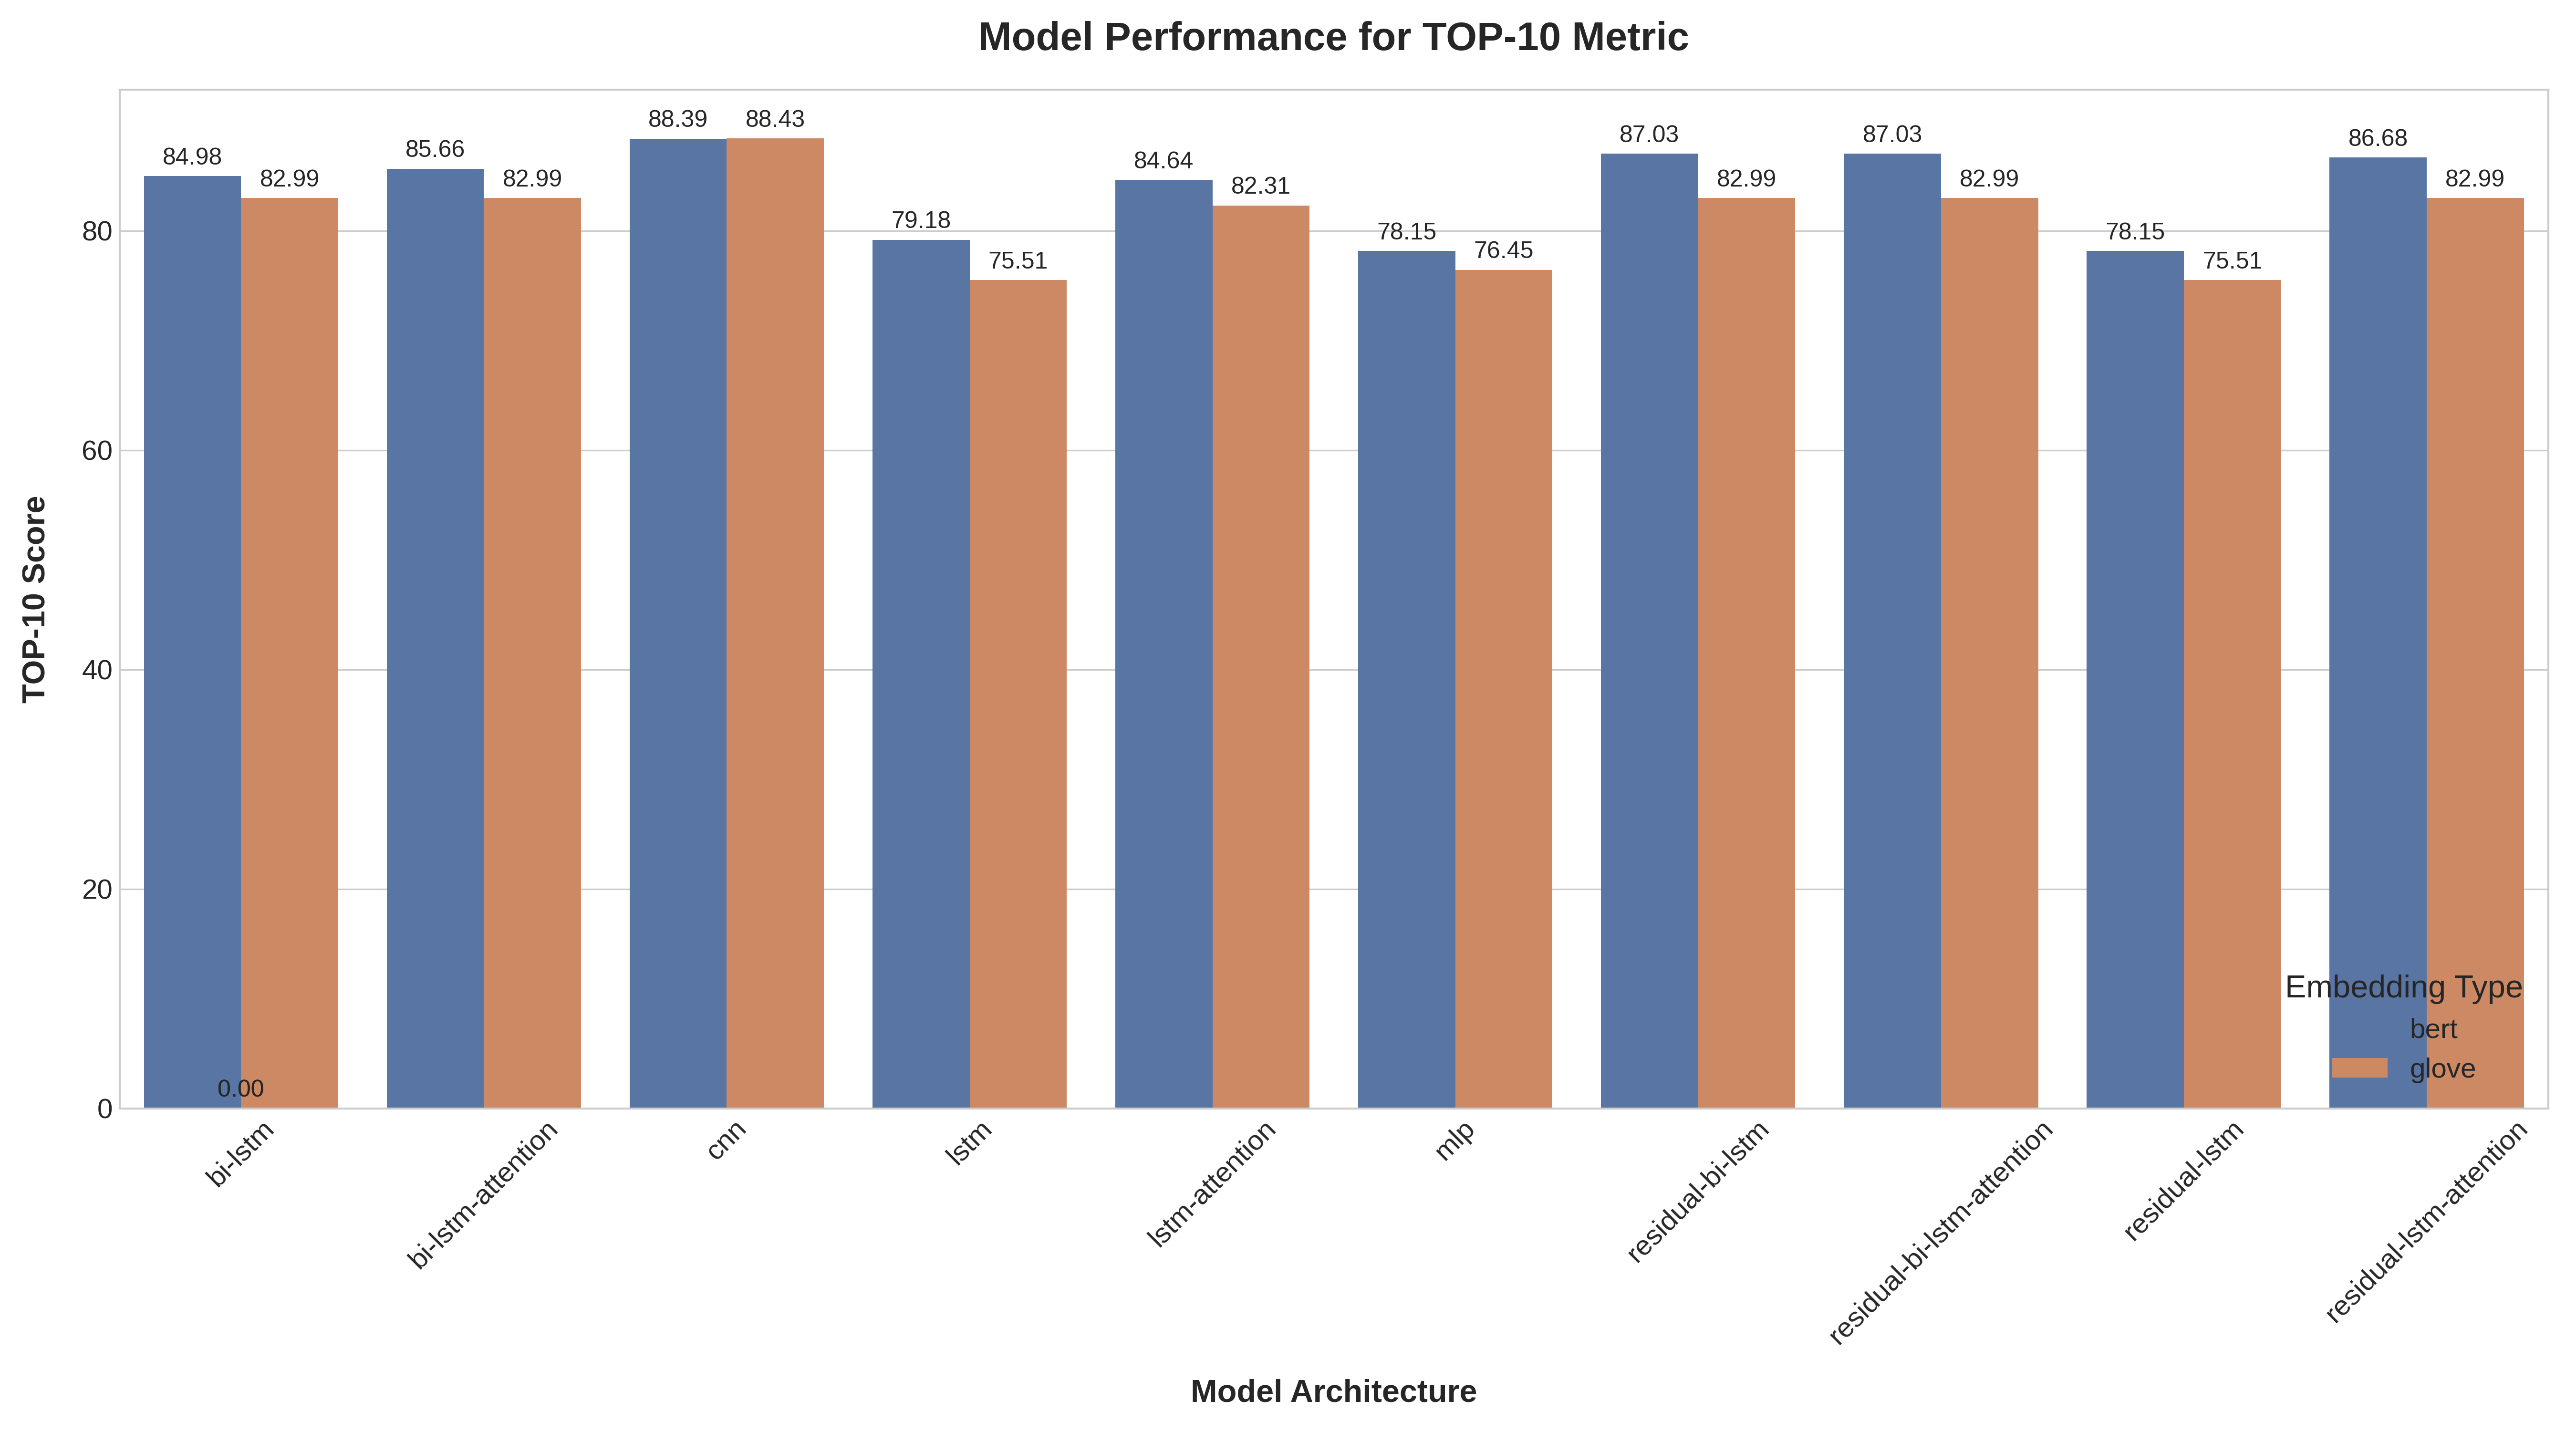 Model Performance for TOP-10 Metric
TOP-10 Score
80
60
40
20
0
84.98
82.99
85.66
82.99
88.39
88.43
79.18
75.51
84.64
82.31
78.15
76.45
87.03
82.99
87.03
82.99
78.15
75.51
86.68
82.99
0.00
Embedding Type
bert
glove
bi-lstm
bi-lstm-attention
cnn
lstm
lstm-attention
mlp
residual-bi-lstm
residual-bi-lstm-attention
residual-lstm
residual-lstm-attention
Model Architecture